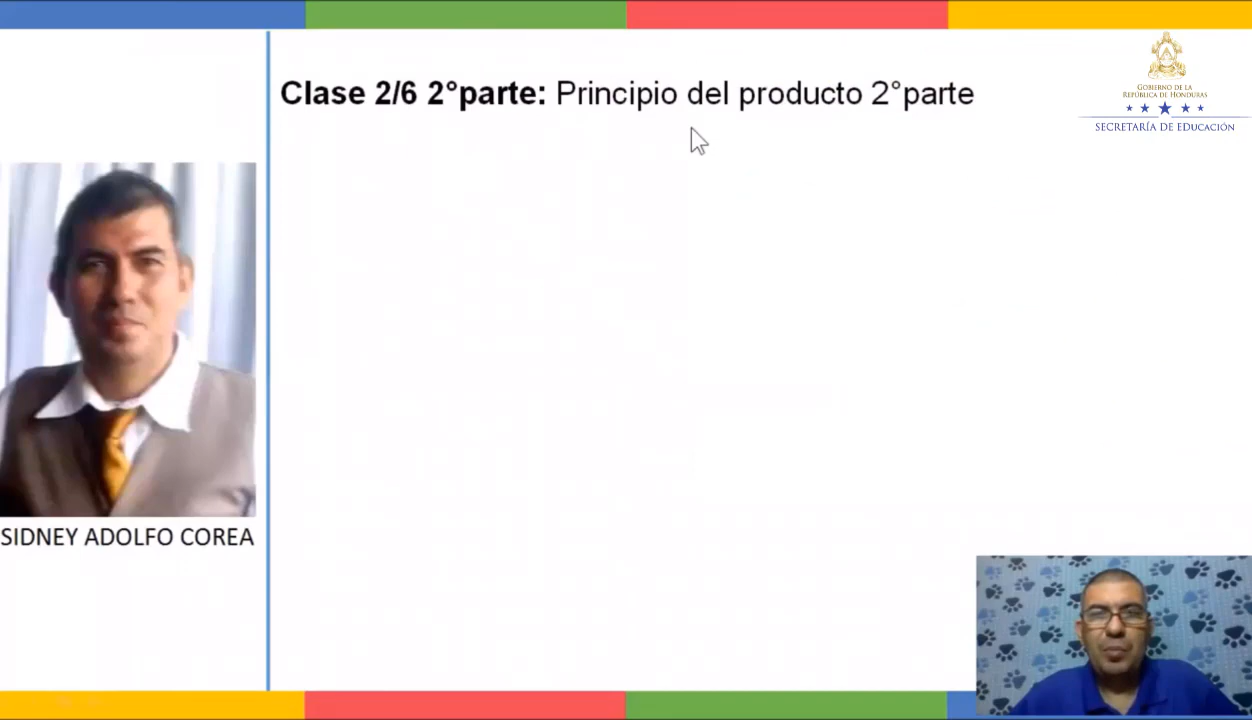 Clase 2/6 2°parte: Principio del producto 2°parte
GOBIERNO DE LA
REPÚBLICA DE HONDURAS
SECRETARÍA DE EDUCACIÓN
SIDNEY ADOLFO COREA